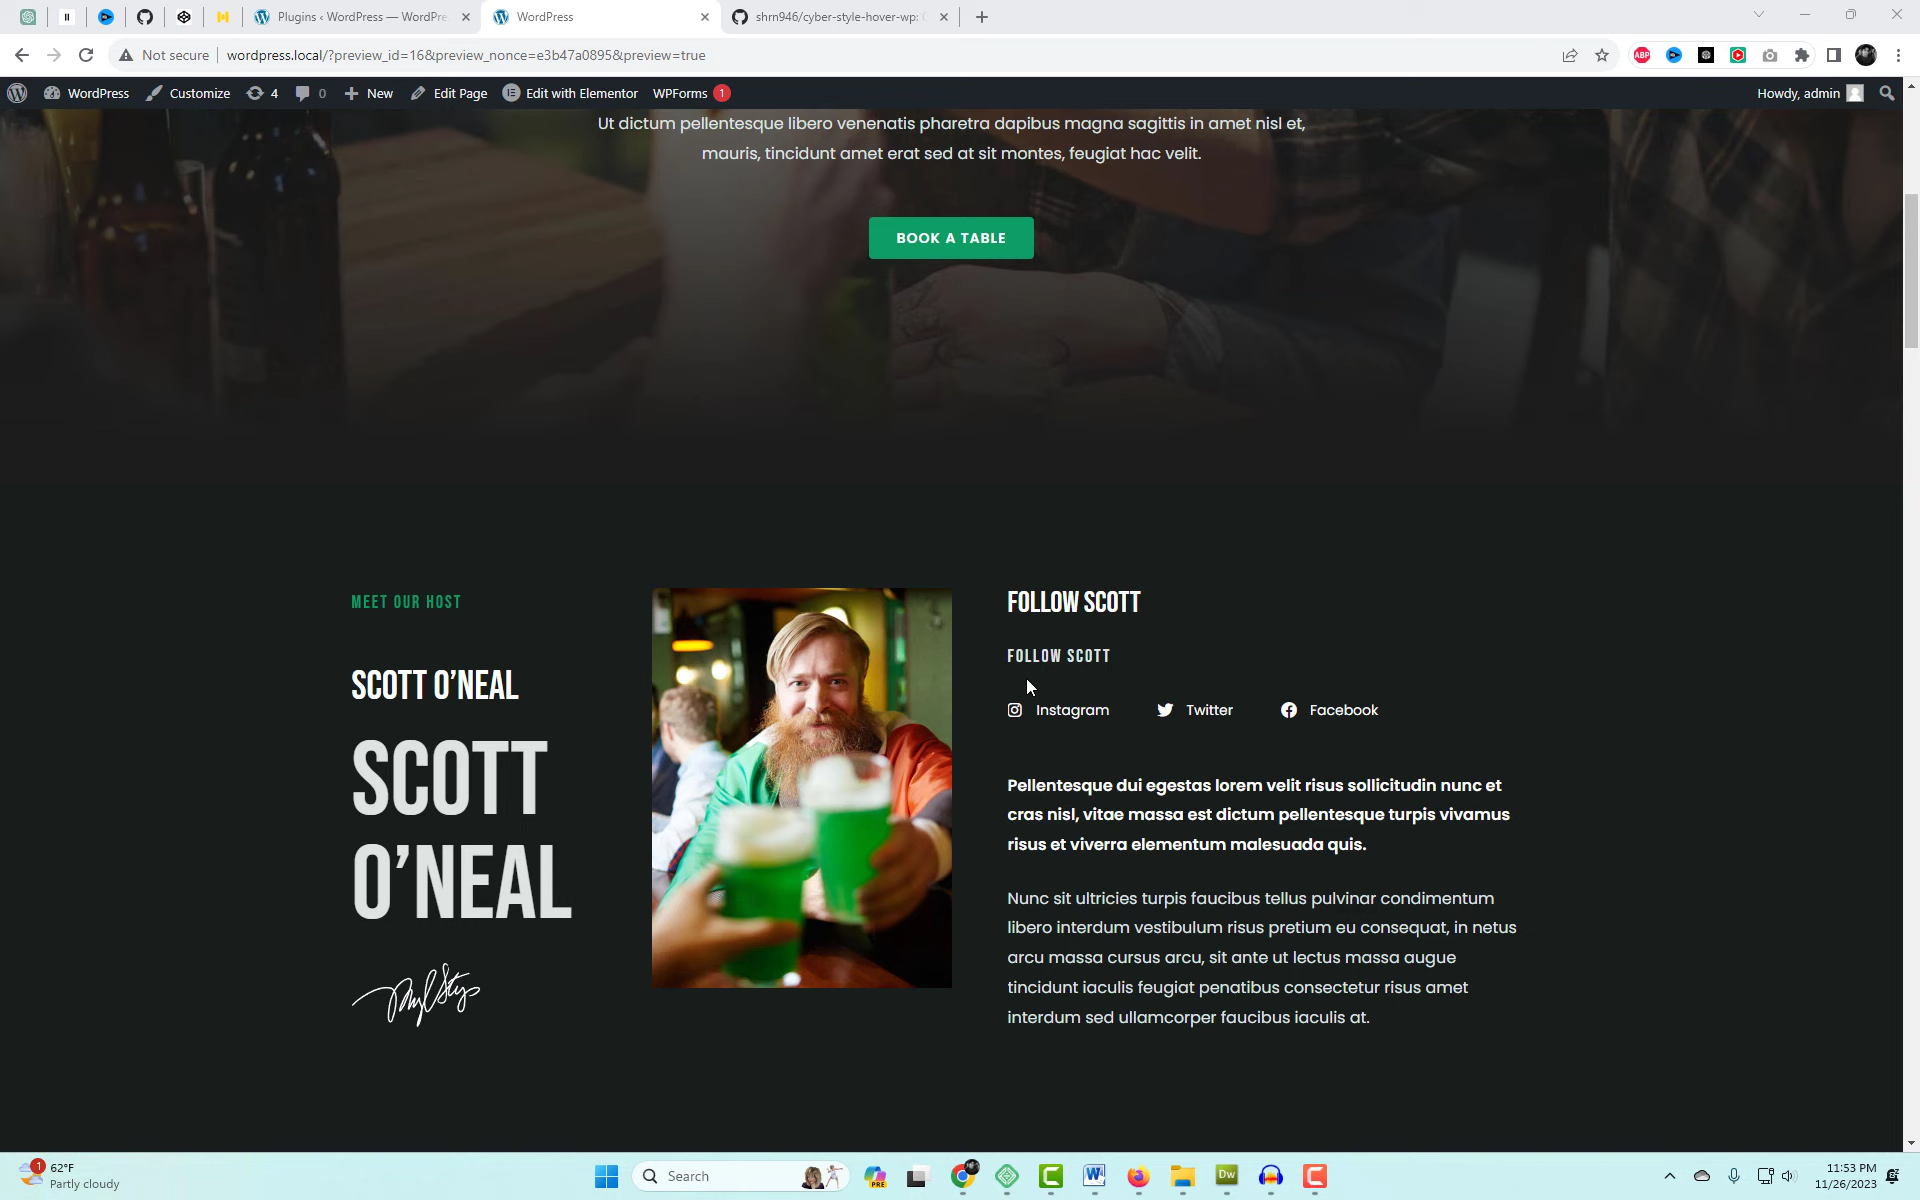 Plugins ‹ WordPress — WordPre
WordPress
shrn946/cyber-style-hover-wp:
Not secure
wordpress.local/?preview_id=16&preview_nonce=e3b47a0895&preview=true
ABP
WordPress
Customize
4
0
New
Edit Page
Edit with Elementor
WPForms
1
Howdy, admin
Ut dictum pellentesque libero venenatis pharetra dapibus magna sagittis in amet nisl et,
mauris, tincidunt amet erat sed at sit montes, feugiat hac velit.
BOOK A TABLE
MEET OUR HOST
SCOTT O’NEAL
SCOTT
O’NEAL
FOLLOW SCOTT
FOLLOW SCOTT
Instagram
Twitter
Facebook
Pellentesque dui egestas lorem velit risus sollicitudin nunc et
cras nisl, vitae massa est dictum pellentesque turpis vivamus
risus et viverra elementum malesuada quis.
Nunc sit ultricies turpis faucibus tellus pulvinar condimentum
libero interdum vestibulum risus pretium eu consequat, in netus
arcu massa cursus arcu, sit ante ut lectus massa augue
tincidunt iaculis feugiat penatibus consectetur risus amet
interdum sed ullamcorper faucibus iaculis at.
1
62°F
Partly cloudy
Search
PRE
Dw
11:53 PM
11/26/2023